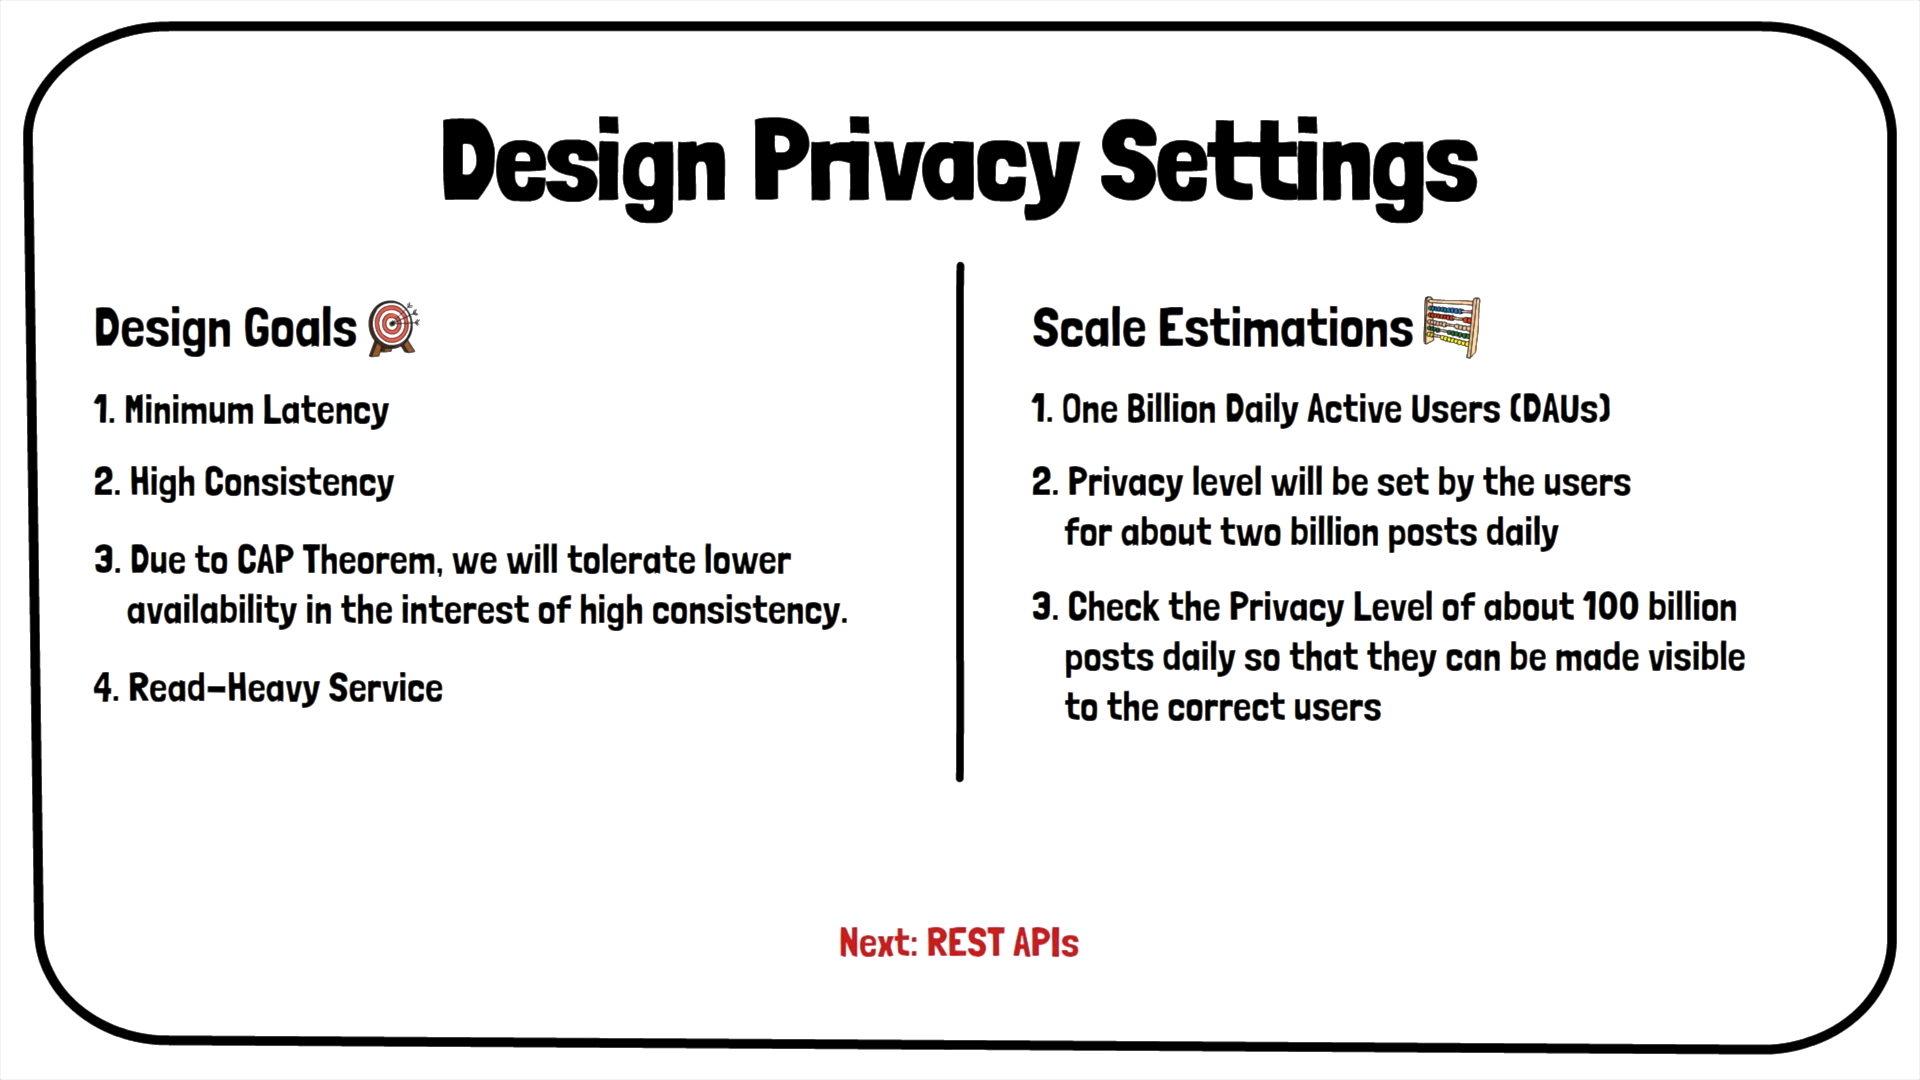 Design Privacy Settings
Design Goals
1. Minimum Latency
2. High Consistency
3. Due to CAP Theorem, we will tolerate lower
availability in the interest of high consistency.
4. Read-Heavy Service
Scale Estimations
1. One Billion Daily Active Users (DAUs)
2. Privacy level will be set by the users
for about two billion posts daily
3. Check the Privacy Level of about 100 billion
posts daily so that they can be made visible
to the correct users
Next: REST APIs